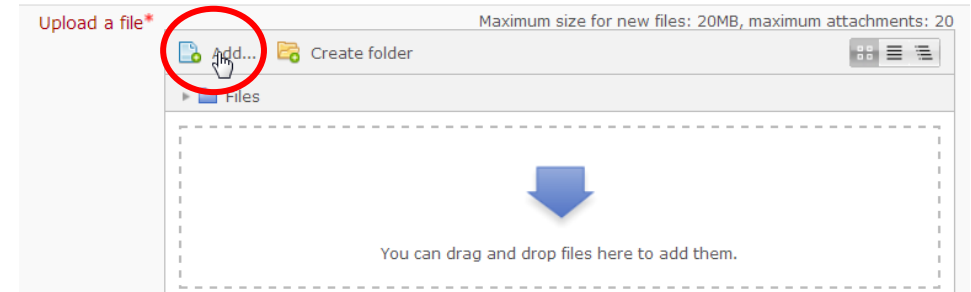 Upload a file*
Maximum size for new files: 20MB, maximum attachments: 20
Add... Create folder
Files
You can drag and drop files here to add them.